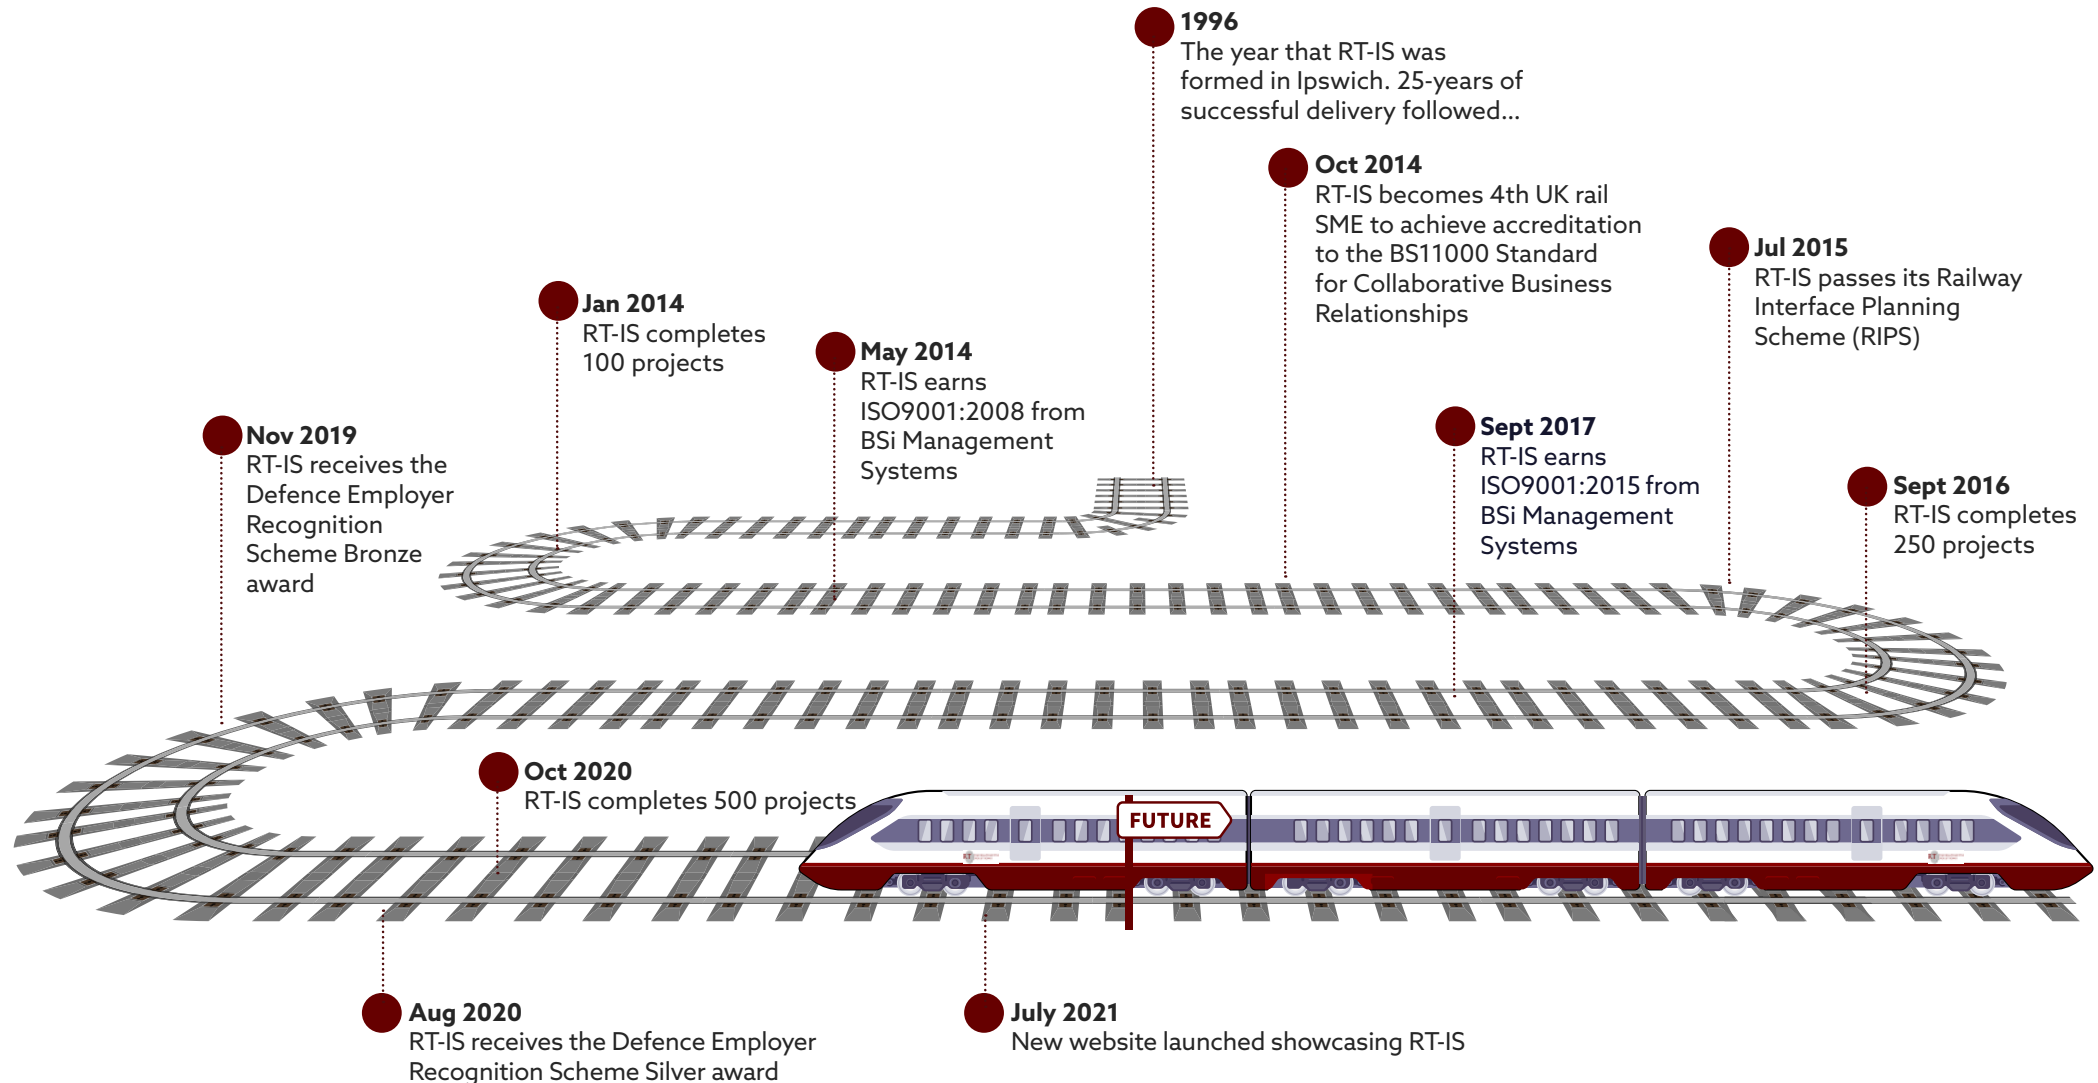 1996
The year that RT-IS was
formed in Ipswich. 25-years of
successful delivery followed...
Oct 2014
RT-IS becomes 4th UK rail
SME to achieve accreditation
to the BS11000 Standard
for Collaborative Business
Relationships
Jul 2015
RT-IS passes its Railway
Interface Planning
Scheme (RIPS)
Jan 2014
RT-IS completes
100 projects
May 2014
RT-IS earns
ISO9001:2008 from
BSi Management
Systems
Nov 2019
RT-IS receives the
Defence Employer
Recognition
Scheme Bronze
award
Sept 2017
RT-IS earns
ISO9001:2015 from
BSi Management
Systems
Sept 2016
RT-IS completes
250 projects
Oct 2020
RT-IS completes 500 projects
FUTURE
Aug 2020
RT-IS receives the Defence Employer
Recognition Scheme Silver award
July 2021
New website launched showcasing RT-IS